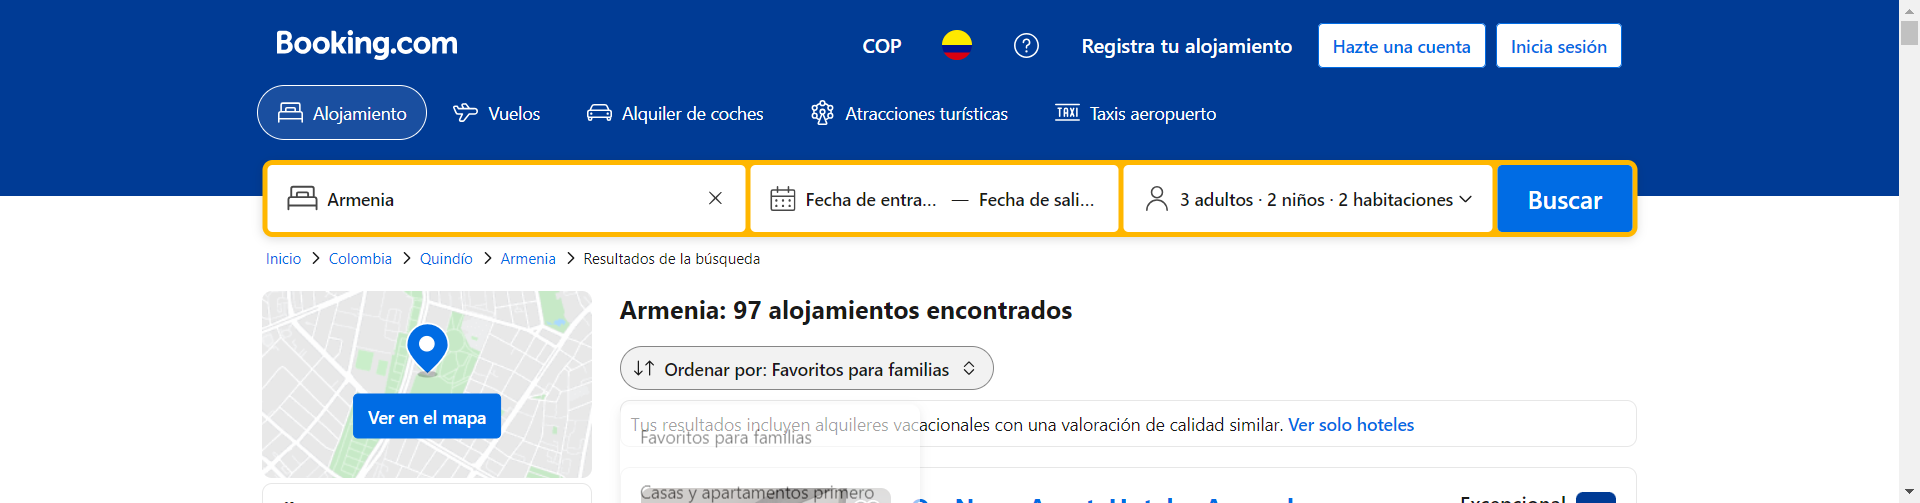 Booking.com
COP
Registra tu alojamiento
Hazte una cuenta
Inicia sesión
Alojamiento
Vuelos
Alquiler de coches
Atracciones turísticas
TAXI Taxis aeropuerto
Armenia
Fecha de entra... — Fecha de sali...
3 adultos · 2 niños · 2 habitaciones
Buscar
Inicio > Colombia > Quindío > Armenia > Resultados de la búsqueda
Ver en el mapa
Armenia: 97 alojamientos encontrados
Ordenar por: Favoritos para familias
Tus resultados incluyen alquileres vacacionales con una valoración de calidad similar. Ver solo hoteles
Favoritos para familias
Casas y apartamentos primero
Excepcional